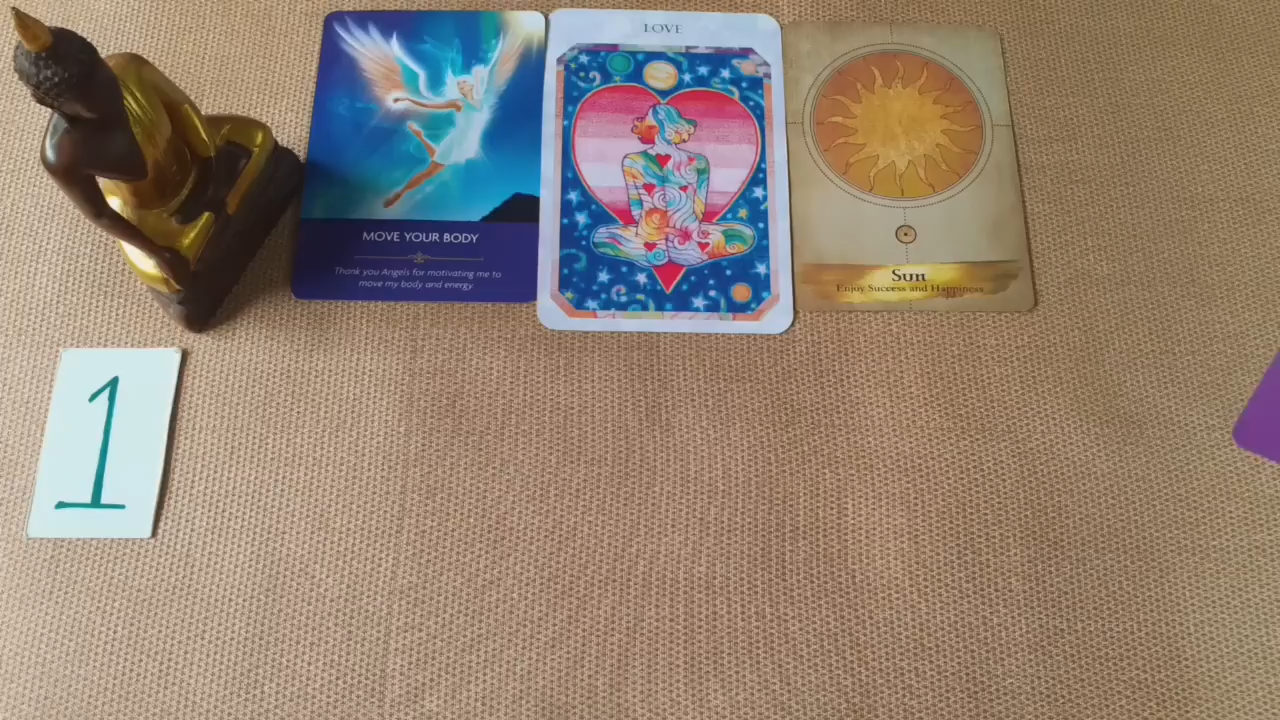 MOVE YOUR BODY
Thank you Angels for motivating me to
move my body and energy
LOVE
Sun
Enjoy Success and Happiness
1